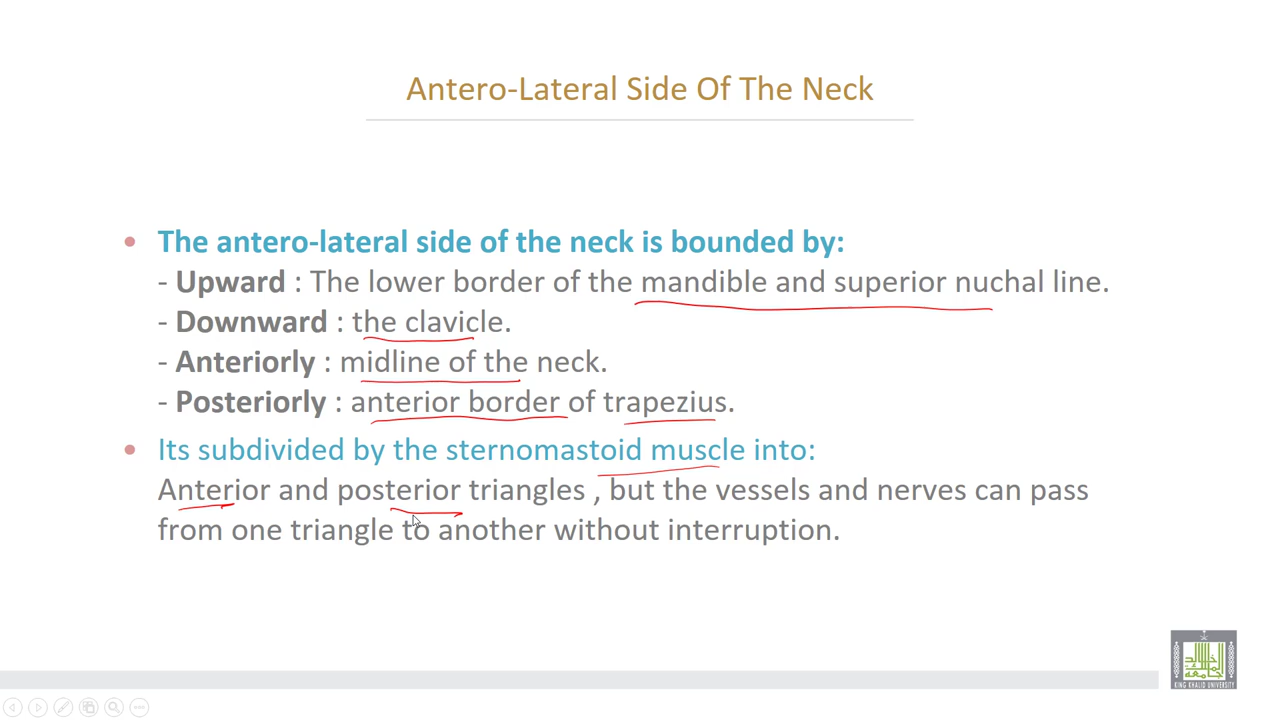 Antero-Lateral Side Of The Neck
• The antero-lateral side of the neck is bounded by:
- Upward : The lower border of the mandible and superior nuchal line.
- Downward : the clavicle.
- Anteriorly : midline of the neck.
- Posteriorly : anterior border of trapezius.
• Its subdivided by the sternomastoid muscle into:
Anterior and posterior triangles , but the vessels and nerves can pass
from one triangle to another without interruption.
KING KHALID UNIVERSITY